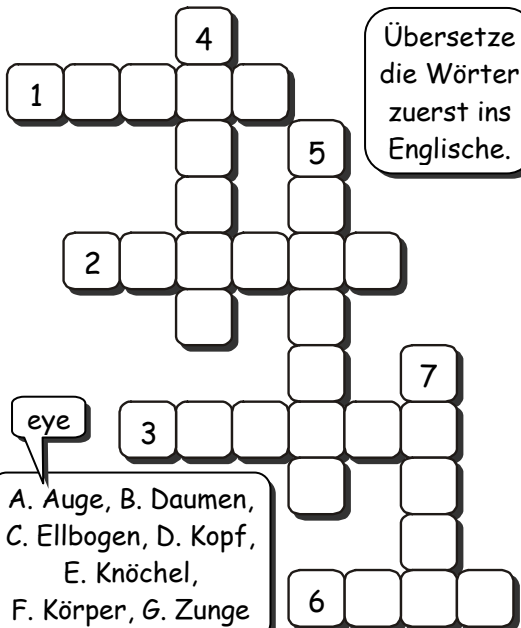 4
Übersetze
die Wörter
zuerst ins
Englische.
1
5
2
7
eye
3
A. Auge, B. Daumen,
C. Ellbogen, D. Kopf,
E. Knöchel,
F. Körper, G. Zunge
6